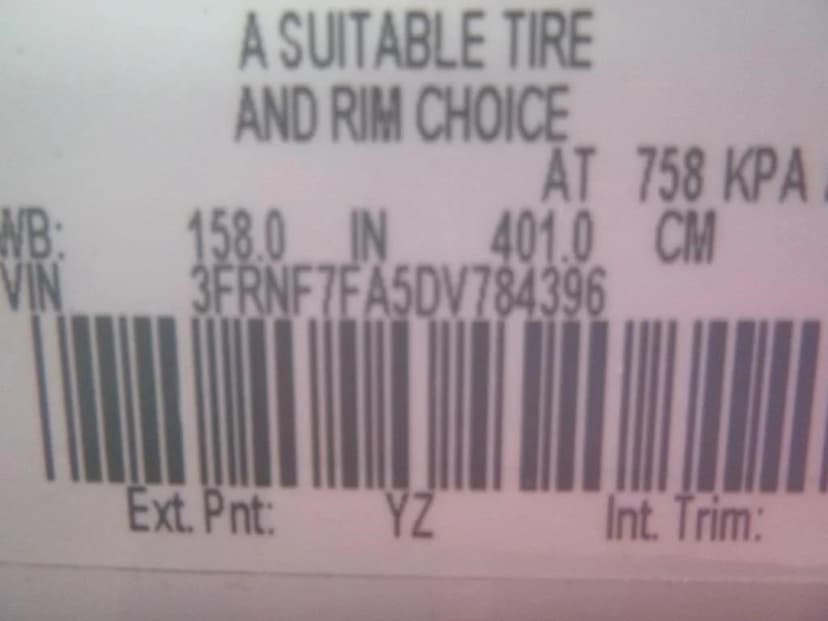 A SUITABLE TIRE
AND RIM CHOICE
AT 758 KPA
WB: 158.0 IN 401.0 CM
VIN 3FRNF7FA5DV784396
Ext. Pnt: YZ Int. Trim: